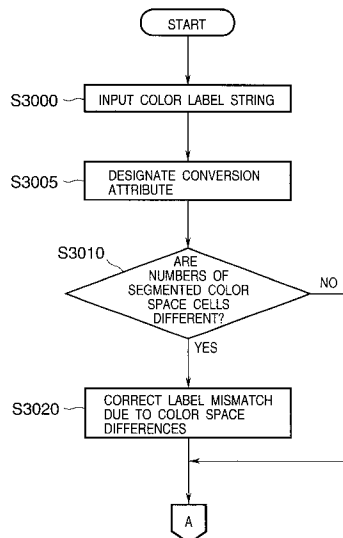 START
S3000
INPUT COLOR LABEL STRING
S3005
DESIGNATE CONVERSION
ATTRIBUTE
S3010
ARE
NUMBERS OF
SEGMENTED COLOR
SPACE CELLS
DIFFERENT?
NO
YES
S3020
CORRECT LABEL MISMATCH
DUE TO COLOR SPACE
DIFFERENCES
A